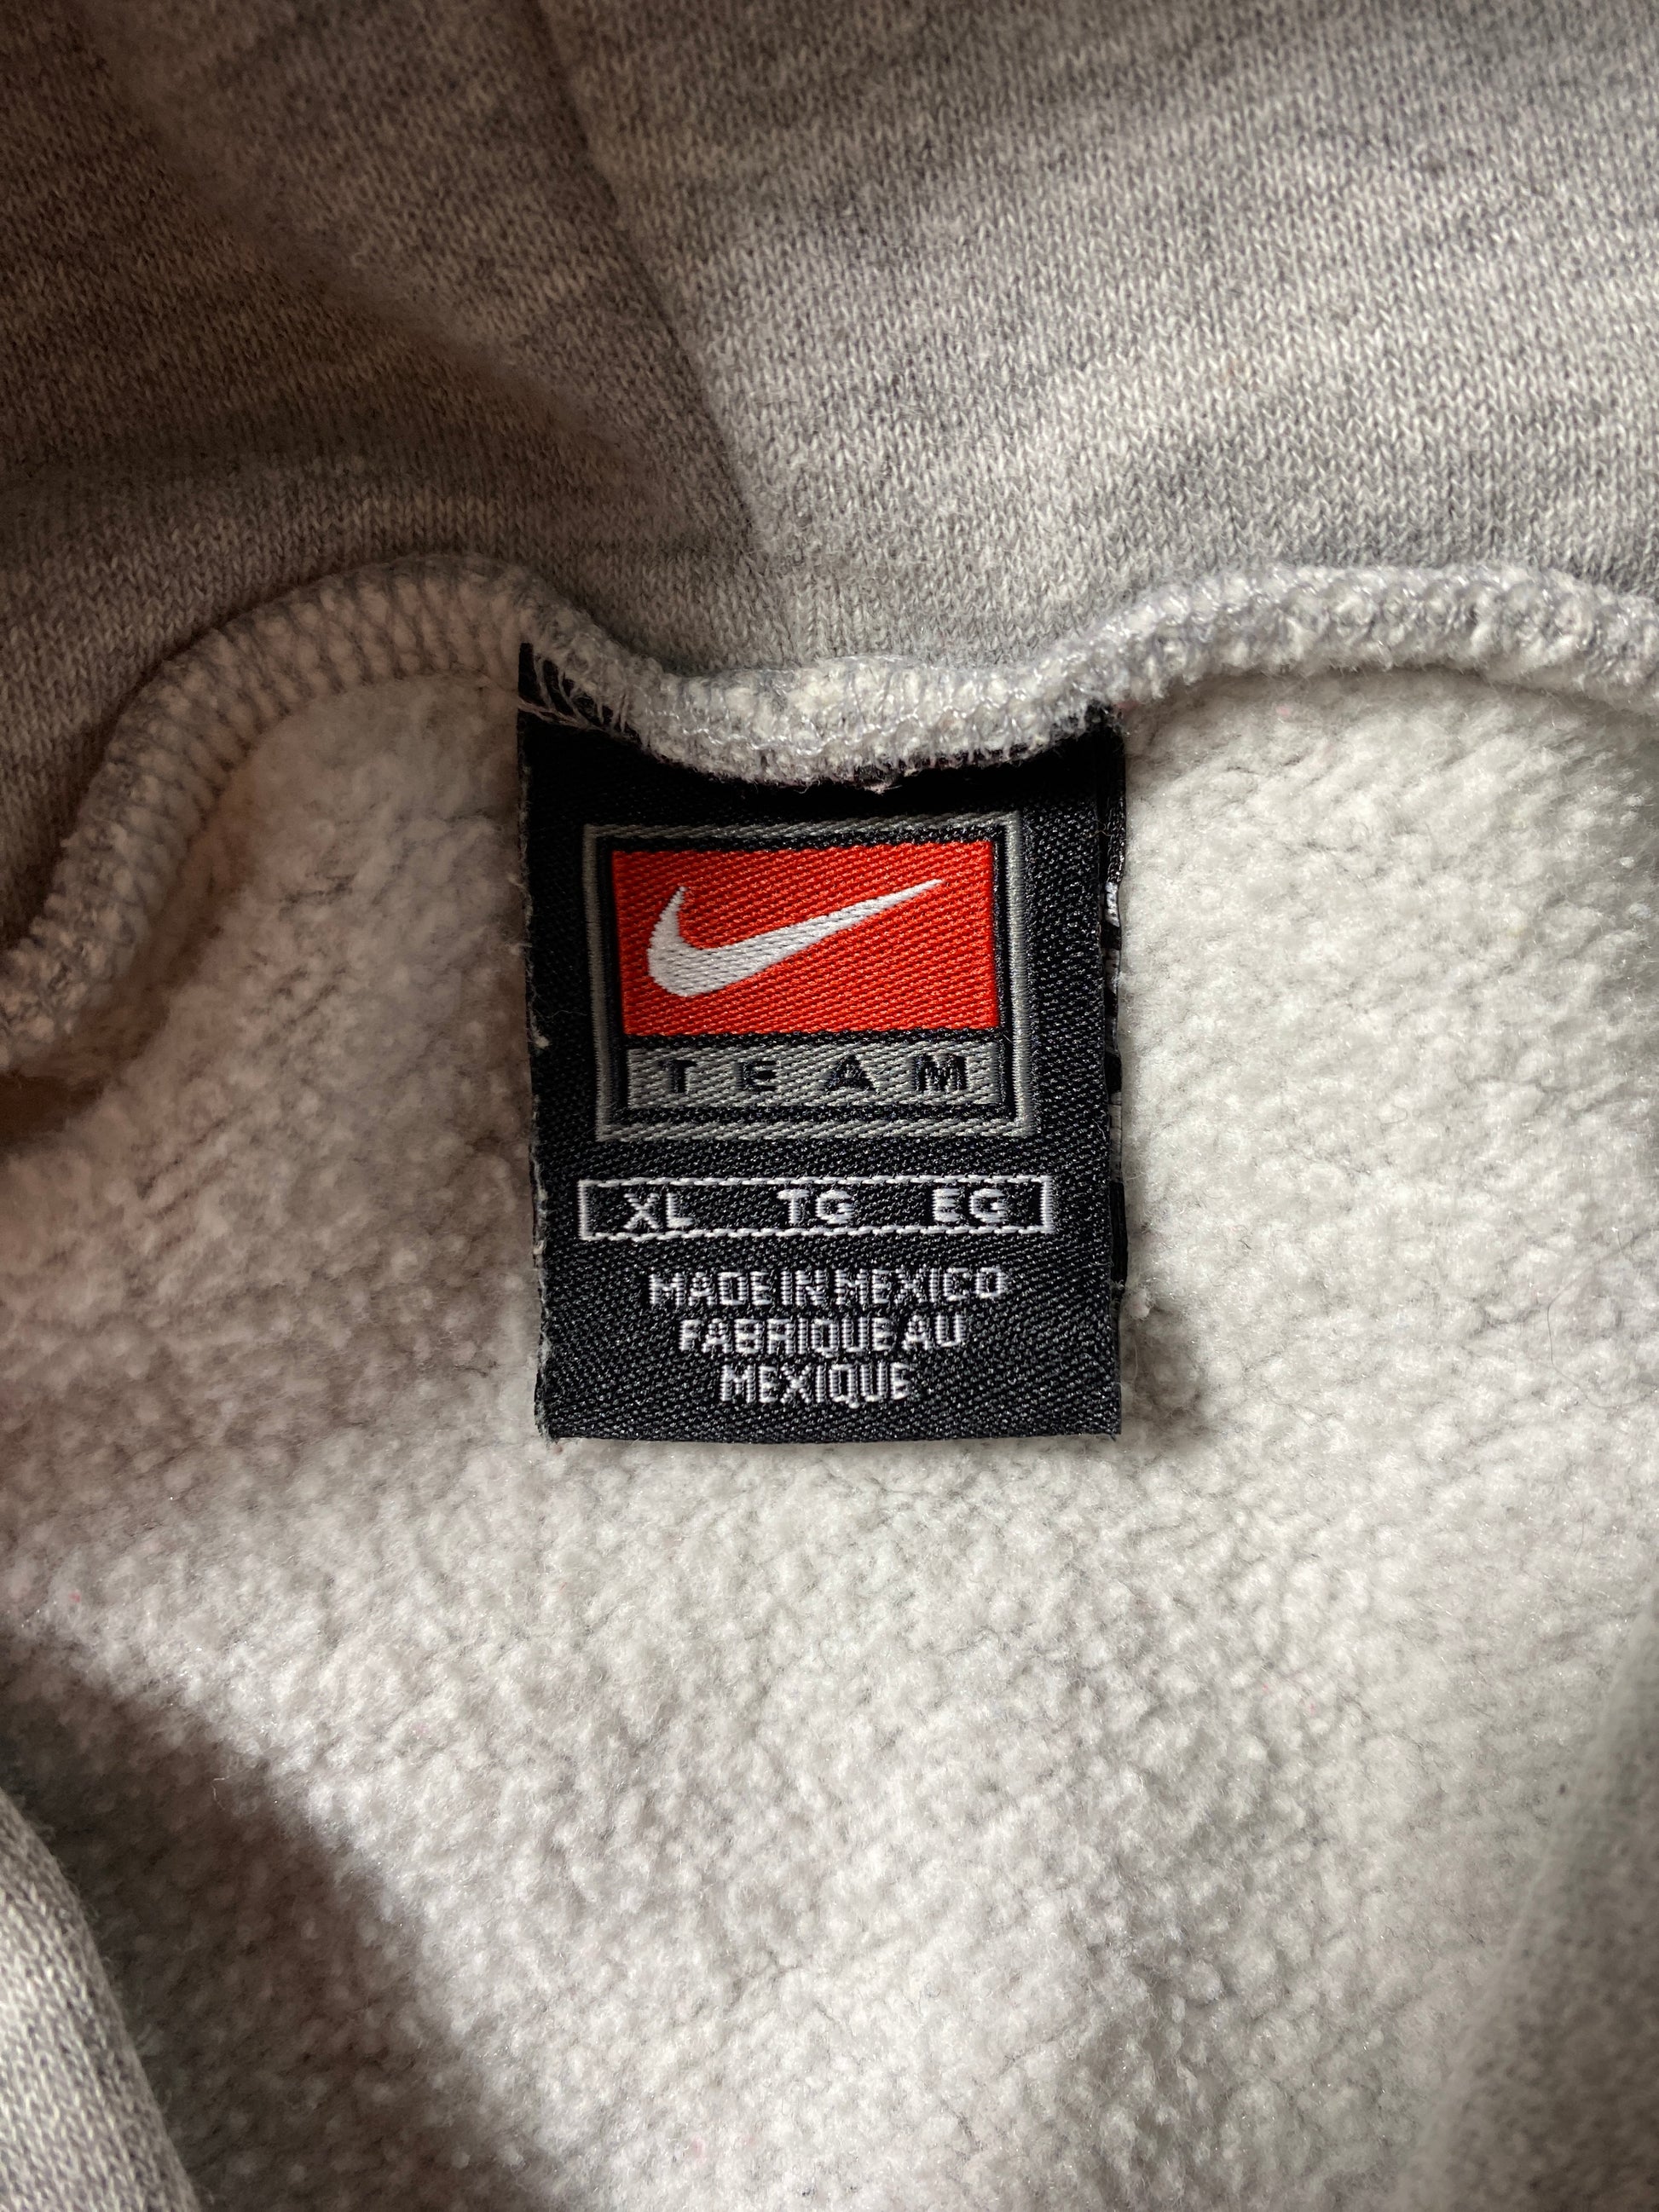 TEAM
XL TG EG
MADE IN MEXICO
FABRIQUE AU
MEXIQUE